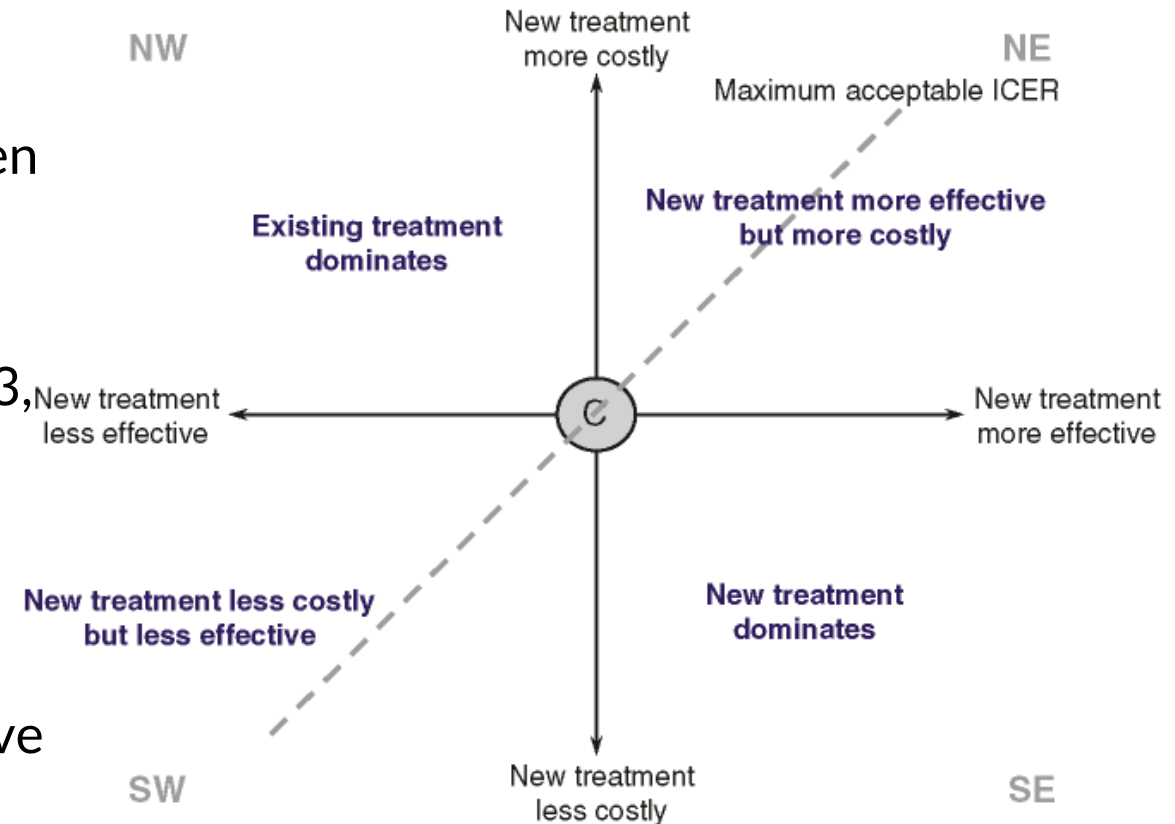 New treatment
more costly
NW
NE
Maximum acceptable ICER
en
New treatment more effective
but more costly
Existing treatment
dominates
3,
New treatment
less effective
C
New treatment
more effective
New treatment less costly
but less effective
New treatment
dominates
ve
SW
New treatment
less costly
SE